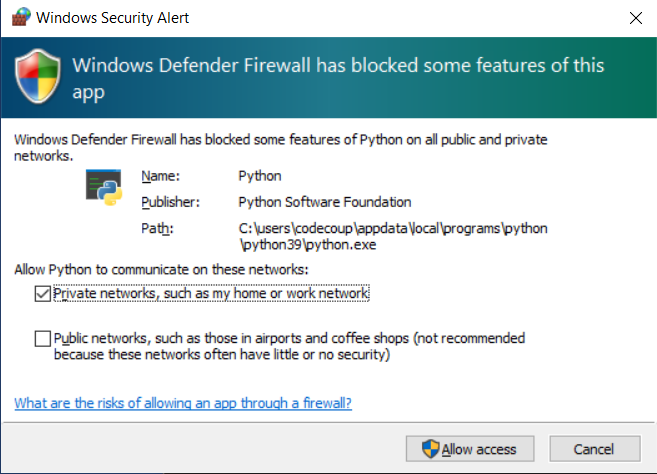 Windows Security Alert
Windows Defender Firewall has blocked some features of this
app
Windows Defender Firewall has blocked some features of Python on all public and private
networks.
Name: Python
Publisher: Python Software Foundation
Path: C:\users\codecoup\appdata\local\programs\python
\python39\python.exe
Allow Python to communicate on these networks:
Private networks, such as my home or work network
Public networks, such as those in airports and coffee shops (not recommended
because these networks often have little or no security)
What are the risks of allowing an app through a firewall?
Allow access Cancel